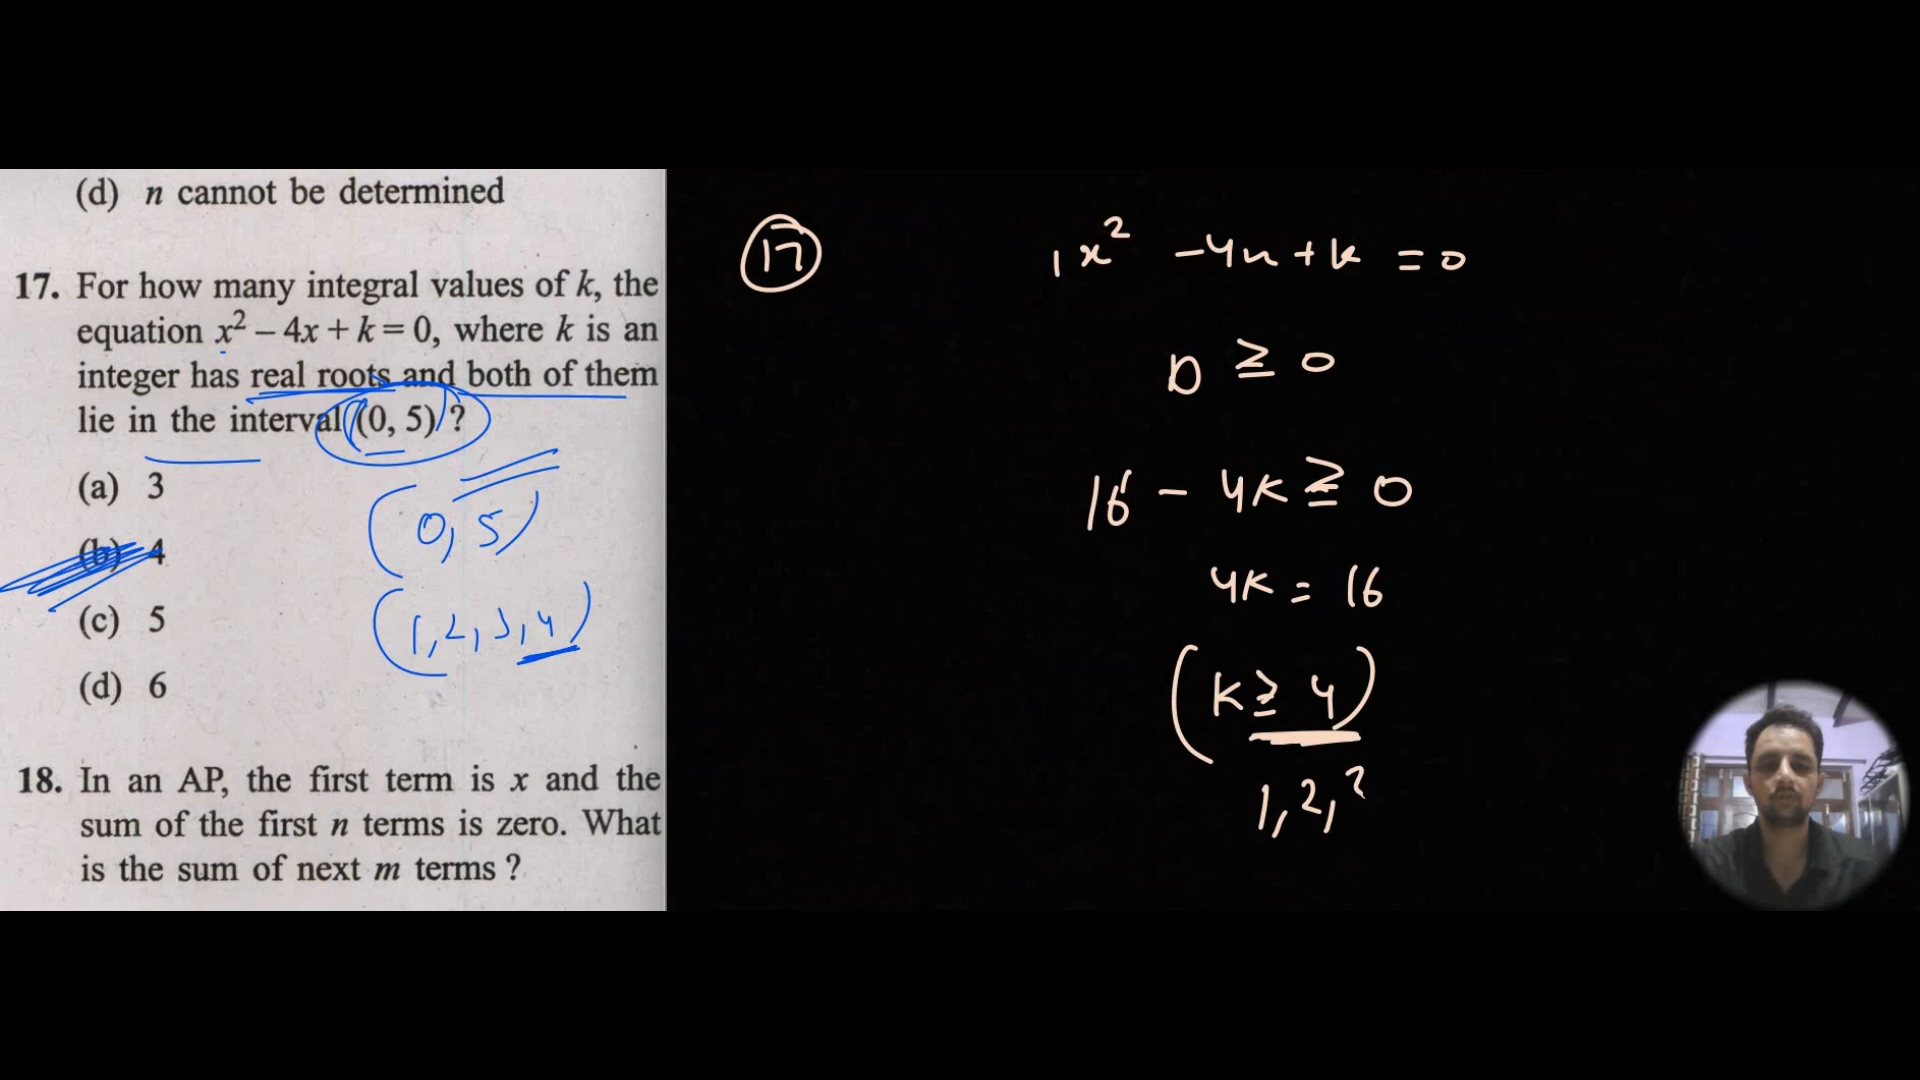 (d) n cannot be determined
17. For how many integral values of k, the
equation x² – 4x + k = 0, where k is an
integer has real roots and both of them
lie in the interval (0, 5) ?
(a) 3
(b) 4
(c) 5
(d) 6
(0, 5)
(1, 2, 3, 4)
18. In an AP, the first term is x and the
sum of the first n terms is zero. What
is the sum of next m terms ?
17
1x² - 4x + k = 0
D ≥ 0
16 - 4K ≥ 0
4K = 16
(K ≥ 4)
1, 2,